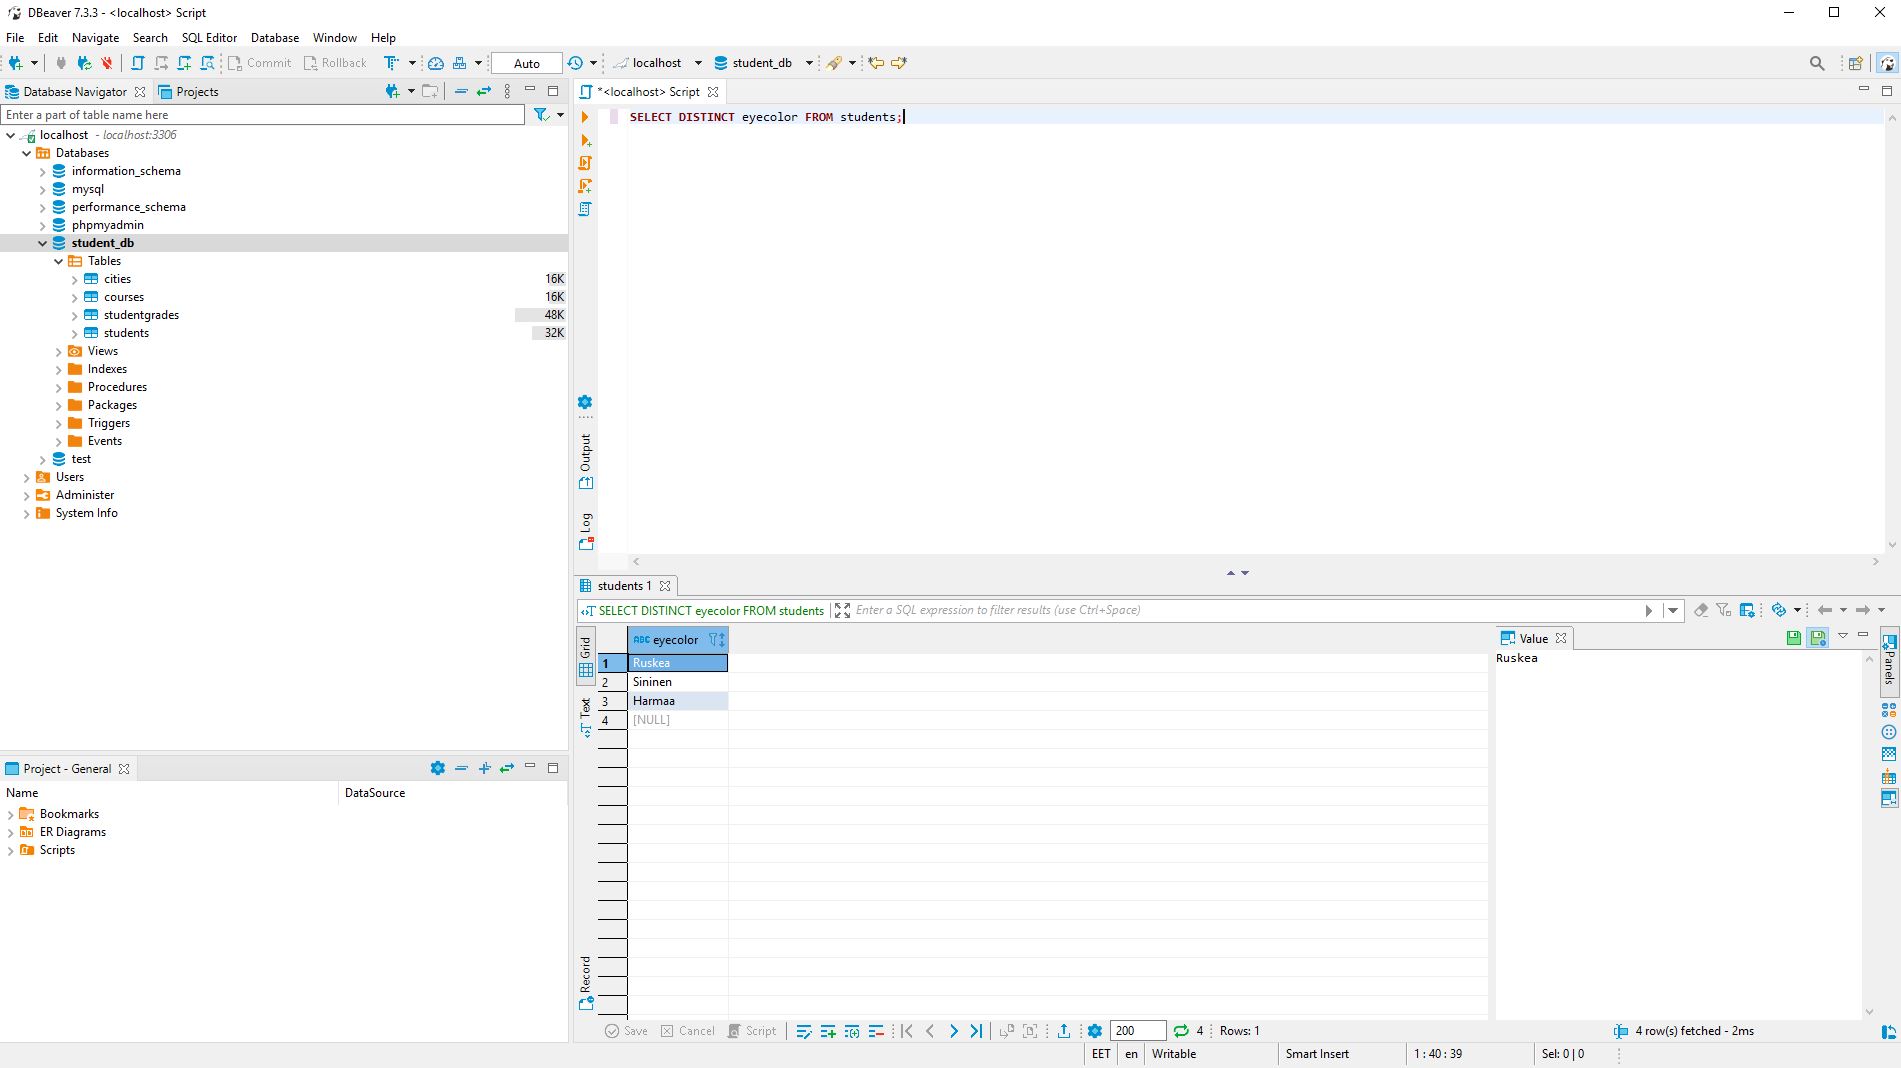 DBeaver 7.3.3 - <localhost> Script
File Edit Navigate Search SQL Editor Database Window Help
Commit Rollback Auto localhost student_db
Database Navigator Projects
Enter a part of table name here
localhost - localhost:3306
Databases
information_schema
mysql
performance_schema
phpmyadmin
student_db
Tables
cities 16K
courses 16K
studentgrades 48K
students 32K
Views
Indexes
Procedures
Packages
Triggers
Events
test
Users
Administer
System Info
Project - General
Name DataSource
Bookmarks
ER Diagrams
Scripts
*<localhost> Script
SELECT DISTINCT eyecolor FROM students;
Output
Log
students 1
SELECT DISTINCT eyecolor FROM students Enter a SQL expression to filter results (use Ctrl+Space)
Grid
Text
Record
ABC eyecolor
1 Ruskea
2 Sininen
3 Harmaa
4 [NULL]
Value
Ruskea
Panels
Save Cancel Script 200 4 Rows: 1 4 row(s) fetched - 2ms
EET en Writable Smart Insert 1 : 40 : 39 Sel: 0 | 0